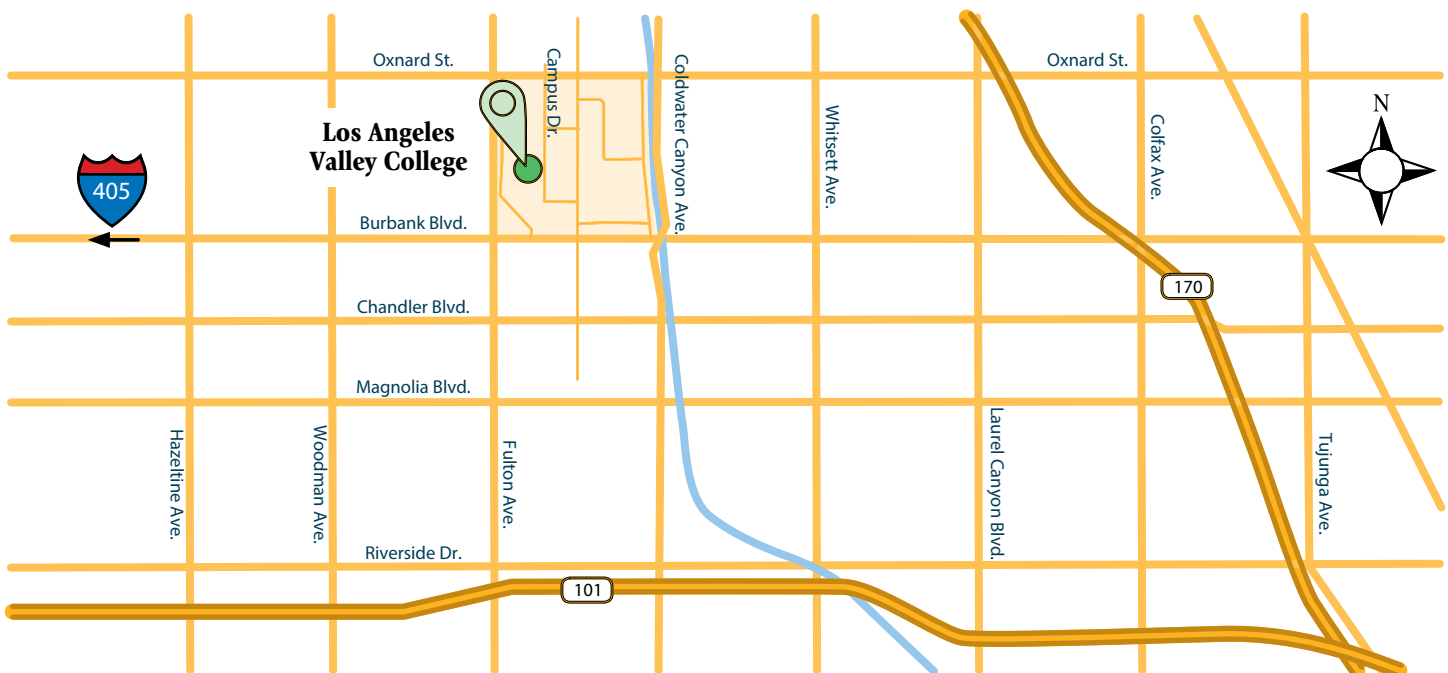 Oxnard St.
Campus Dr.
Coldwater Canyon Ave.
Oxnard St.
N
Los Angeles
Valley College
Whitsett Ave.
Colfax Ave.
405
Burbank Blvd.
170
Chandler Blvd.
Magnolia Blvd.
Hazeltine Ave.
Woodman Ave.
Fulton Ave.
Laurel Canyon Blvd.
Tujunga Ave.
Riverside Dr.
101